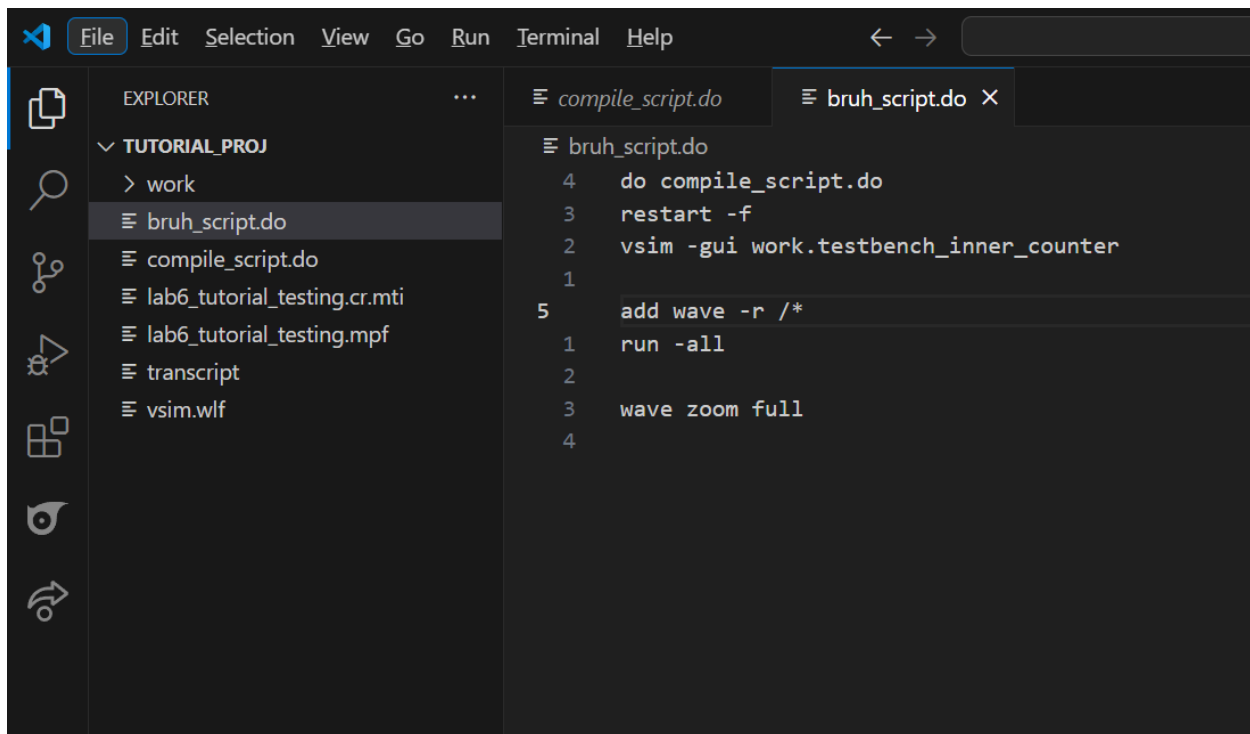 File Edit Selection View Go Run Terminal Help
EXPLORER ...
TUTORIAL_PROJ
work
bruh_script.do
compile_script.do
lab6_tutorial_testing.cr.mti
lab6_tutorial_testing.mpf
transcript
vsim.wlf
compile_script.do bruh_script.do
bruh_script.do
4 do compile_script.do
3 restart -f
2 vsim -gui work.testbench_inner_counter
1
5 add wave -r /*
1 run -all
2
3 wave zoom full
4